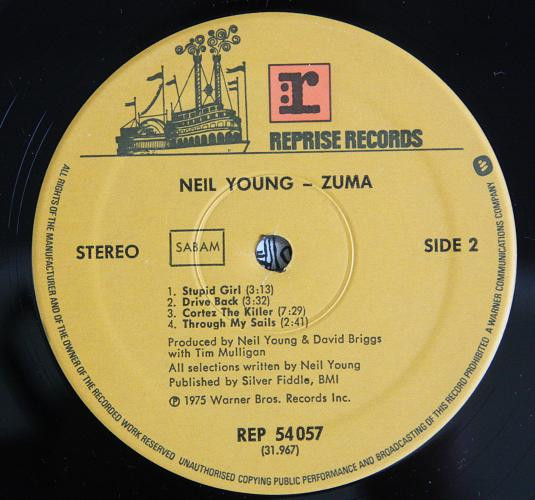 r
REPRISE RECORDS
NEIL YOUNG – ZUMA
STEREO
SABAM
SIDE 2
1. Stupid Girl (3:13)
2. Drive Back (3:32)
3. Cortez The Killer (7:29)
4. Through My Sails (2:41)
Produced by Neil Young & David Briggs
with Tim Mulligan
All selections written by Neil Young
Published by Silver Fiddle, BMI
℗ 1975 Warner Bros. Records Inc.
REP 54057
(31.967)
ALL RIGHTS OF THE MANUFACTURER AND OF THE OWNER OF THE RECORDED WORK RESERVED UNAUTHORISED COPYING PUBLIC PERFORMANCE AND BROADCASTING OF THIS RECORD PROHIBITED A WARNER COMMUNICATIONS COMPANY